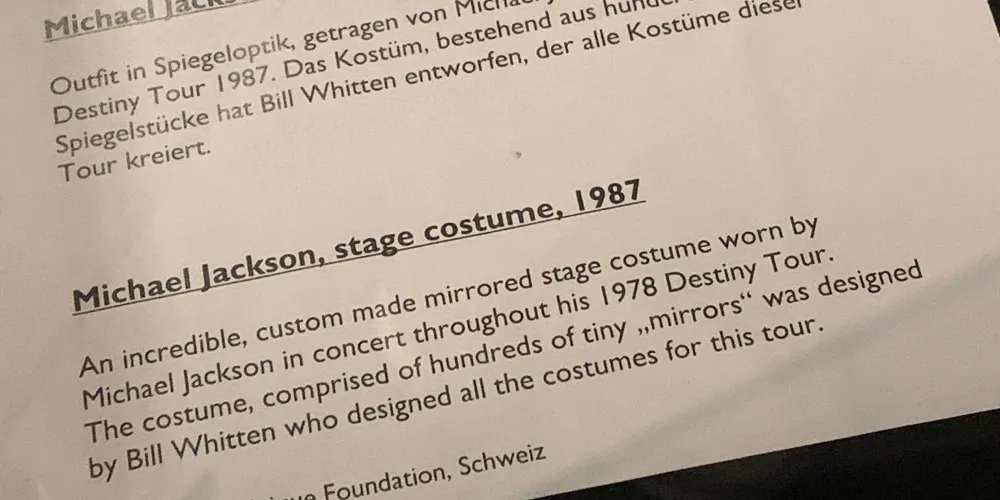 Michael
Outfit in Spiegeloptik, getragen von
Destiny Tour 1987. Das Kostüm, bestehend aus
Spiegelstücke hat Bill Whitten entworfen, der alle Kostüme dieser
Tour kreiert.
Michael Jackson, stage costume, 1987
An incredible, custom made mirrored stage costume worn by
Michael Jackson in concert throughout his 1978 Destiny Tour.
The costume, comprised of hundreds of tiny „mirrors“ was designed
by Bill Whitten who designed all the costumes for this tour.
Foundation, Schweiz